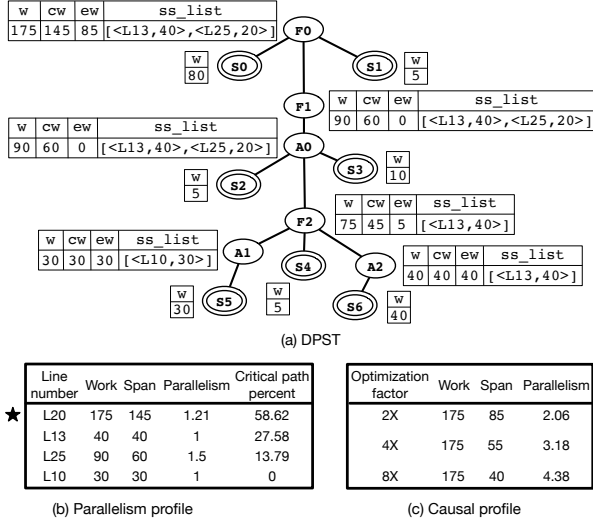 w cw ew ss_list
175 145 85 [<L13,40>,<L25,20>]
F0
w
80
S0
S1
w
5
F1
w cw ew ss_list
90 60 0 [<L13,40>,<L25,20>]
w cw ew ss_list
90 60 0 [<L13,40>,<L25,20>]
A0
w
5
S2
S3
w
10
F2
w cw ew ss_list
75 45 5 [<L13,40>]
w cw ew ss_list
30 30 30 [<L10,30>]
A1
S4
A2
w cw ew ss_list
40 40 40 [<L13,40>]
w
30
S5
w
5
S6
w
40
(a) DPST
Line number Work Span Parallelism Critical path percent
L20 175 145 1.21 58.62
L13 40 40 1 27.58
L25 90 60 1.5 13.79
L10 30 30 1 0
(b) Parallelism profile
Optimization factor Work Span Parallelism
2X 175 85 2.06
4X 175 55 3.18
8X 175 40 4.38
(c) Causal profile